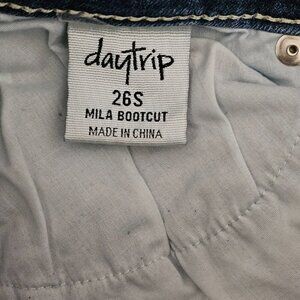 daytrip
26S
MILA BOOTCUT
MADE IN CHINA